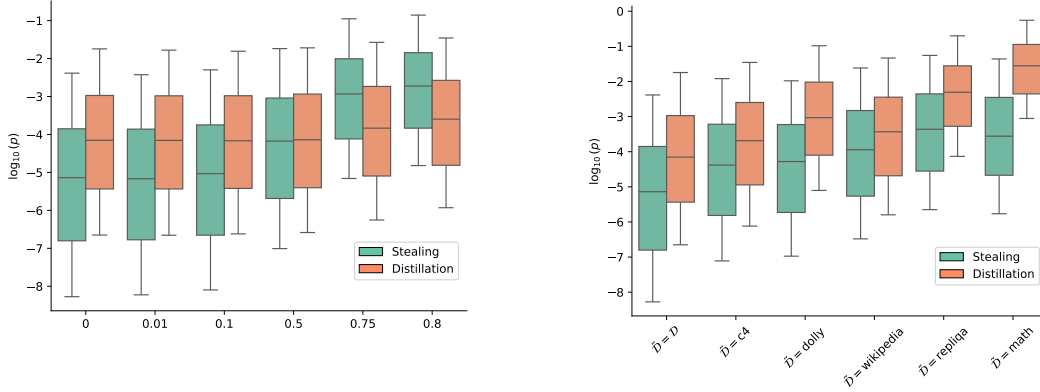 −1
−2
−3
−4
−5
−6
−7
−8
log₁₀(p)
0 0.01 0.1 0.5 0.75 0.8
Stealing
Distillation
0
−1
−2
−3
−4
−5
−6
−7
−8
log₁₀(p)
𝒟̃ = 𝒟
𝒟̃ = c4
𝒟̃ = dolly
𝒟̃ = wikipedia
𝒟̃ = repliqa
𝒟̃ = math
Stealing
Distillation